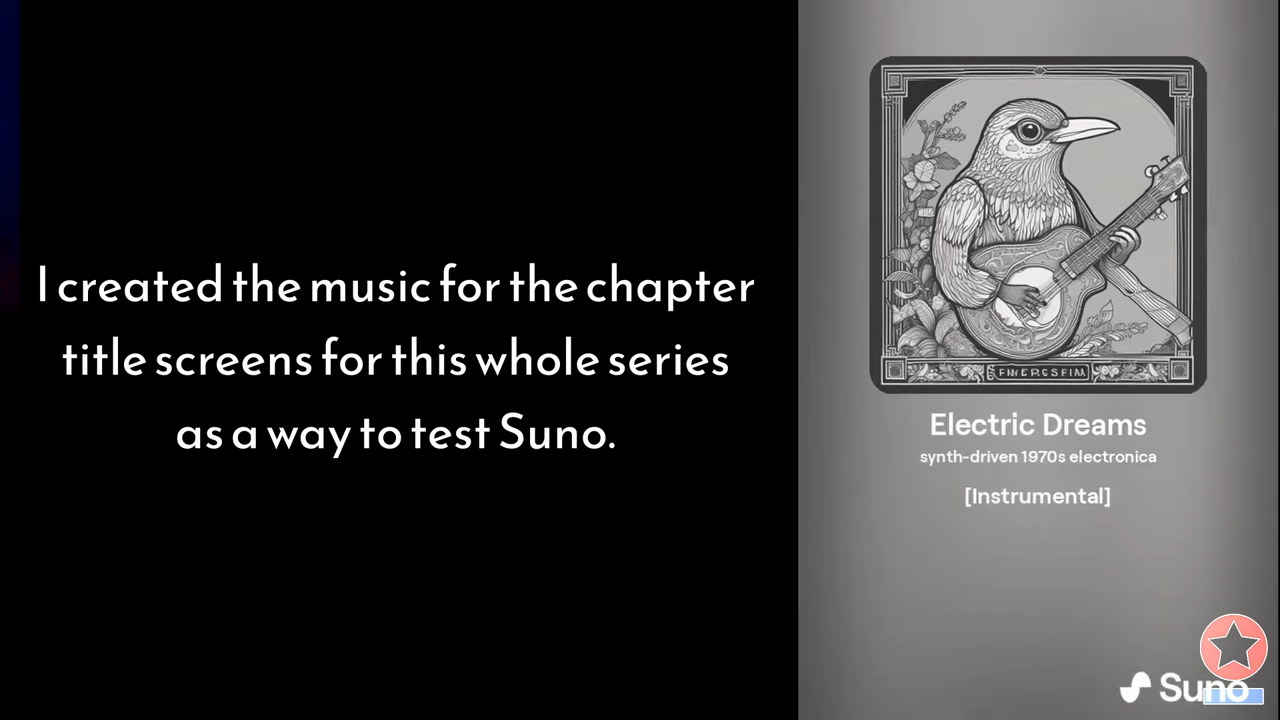 I created the music for the chapter
title screens for this whole series
as a way to test Suno.
Electric Dreams
synth-driven 1970s electronica
[Instrumental]
Suno